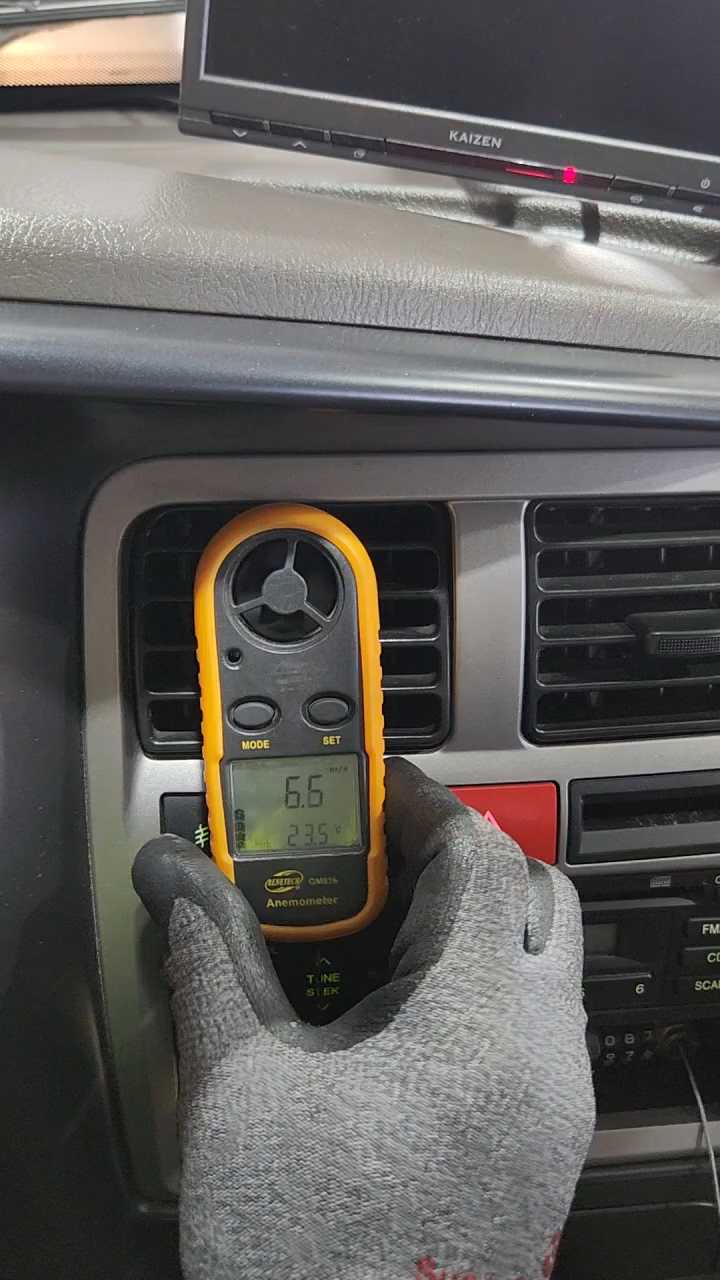 KAIZEN
MODE
SET
m/s
6.6
23.5 °C
BENETECH
GM816
Anemometer
TUNE
SEEK
6
FM
CD
SCAN